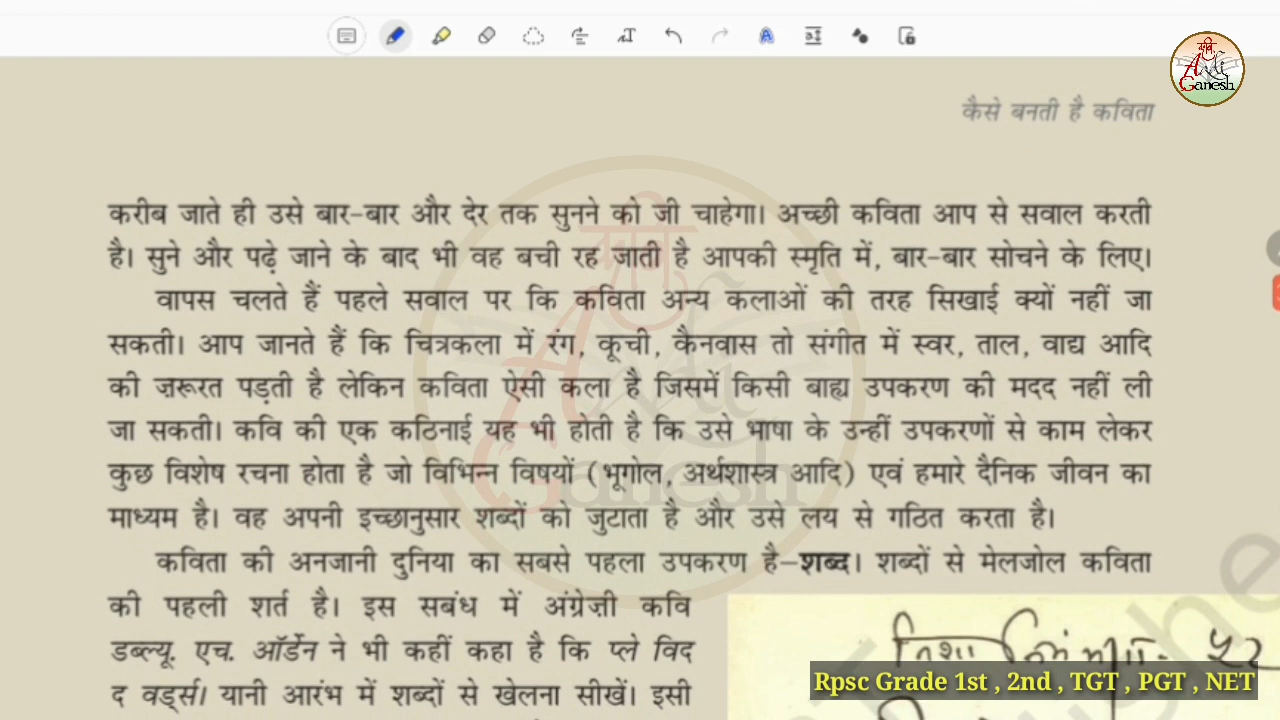 कैसे बनती है कविता
करीब जाते ही उसे बार-बार और देर तक सुनने को जी चाहेगा। अच्छी कविता आप से सवाल करती
है। सुने और पढ़े जाने के बाद भी वह बची रह जाती है आपकी स्मृति में, बार-बार सोचने के लिए।
वापस चलते हैं पहले सवाल पर कि कविता अन्य कलाओं की तरह सिखाई क्यों नहीं जा
सकती। आप जानते हैं कि चित्रकला में रंग, कूची, कैनवास तो संगीत में स्वर, ताल, वाद्य आदि
की ज़रूरत पड़ती है लेकिन कविता ऐसी कला है जिसमें किसी बाह्य उपकरण की मदद नहीं ली
जा सकती। कवि की एक कठिनाई यह भी होती है कि उसे भाषा के उन्हीं उपकरणों से काम लेकर
कुछ विशेष रचना होता है जो विभिन्न विषयों (भूगोल, अर्थशास्त्र आदि) एवं हमारे दैनिक जीवन का
माध्यम है। वह अपनी इच्छानुसार शब्दों को जुटाता है और उसे लय से गठित करता है।
कविता की अनजानी दुनिया का सबसे पहला उपकरण है–शब्द। शब्दों से मेलजोल कविता
की पहली शर्त है। इस सबंध में अंग्रेज़ी कवि
डब्ल्यू. एच. ऑर्डेन ने भी कहीं कहा है कि प्ले विद
द वर्ड्स। यानी आरंभ में शब्दों से खेलना सीखें। इसी
Rpsc Grade 1st , 2nd , TGT , PGT , NET